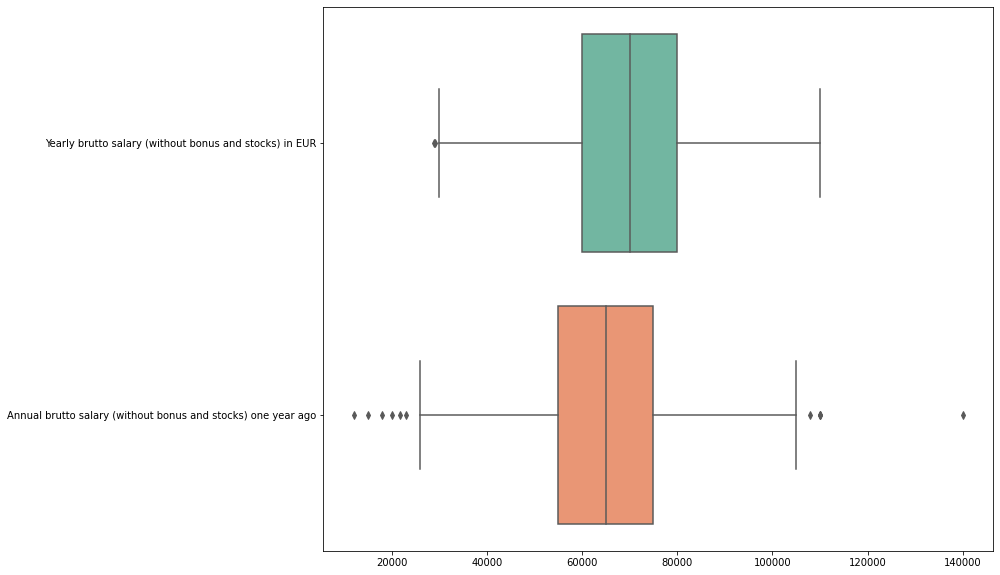 Yearly brutto salary (without bonus and stocks) in EUR
Annual brutto salary (without bonus and stocks) one year ago
20000 40000 60000 80000 100000 120000 140000